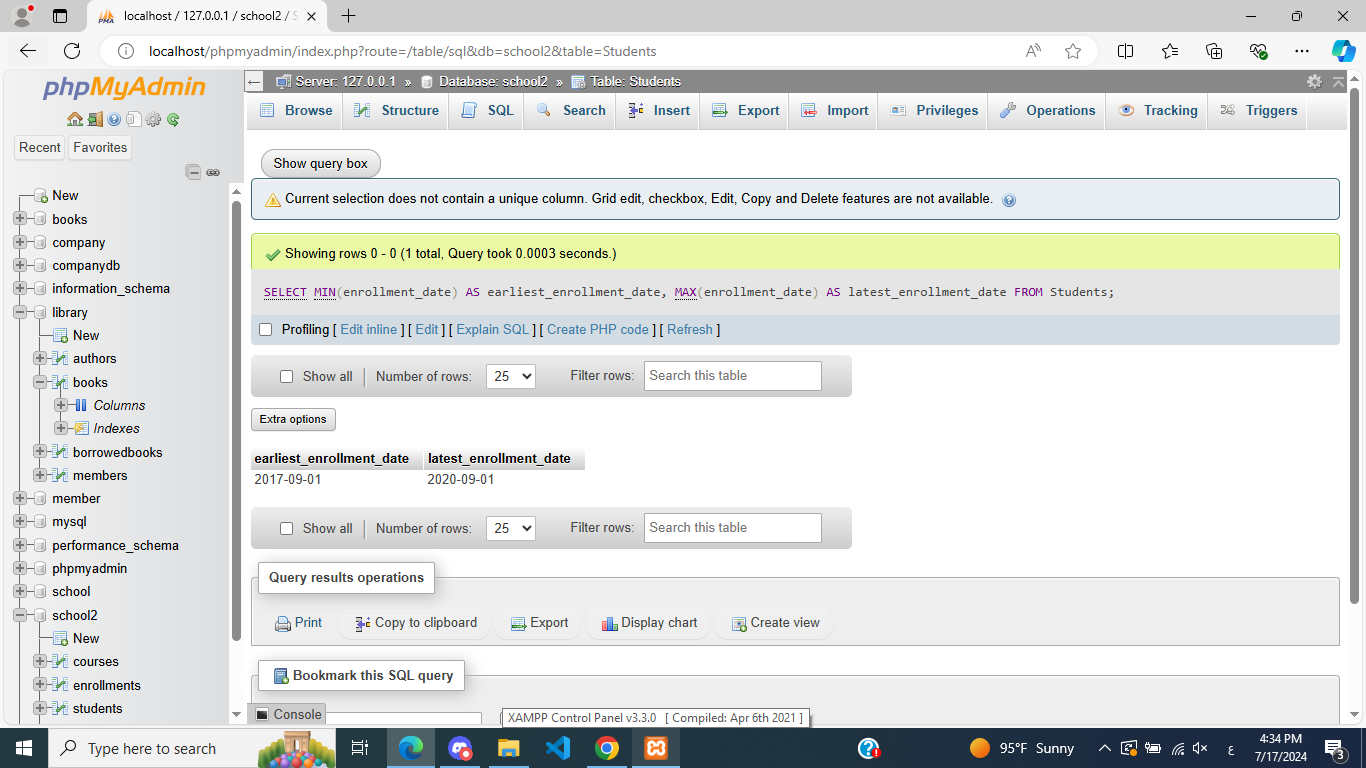 localhost / 127.0.0.1 / school2 / S
localhost/phpmyadmin/index.php?route=/table/sql&db=school2&table=Students
phpMyAdmin
Recent
Favorites
New
books
company
companydb
information_schema
library
New
authors
books
Columns
Indexes
borrowedbooks
members
member
mysql
performance_schema
phpmyadmin
school
school2
New
courses
enrollments
students
Server: 127.0.0.1 » Database: school2 » Table: Students
Browse Structure SQL Search Insert Export Import Privileges Operations Tracking Triggers
Show query box
Current selection does not contain a unique column. Grid edit, checkbox, Edit, Copy and Delete features are not available.
Showing rows 0 - 0 (1 total, Query took 0.0003 seconds.)
SELECT MIN(enrollment_date) AS earliest_enrollment_date, MAX(enrollment_date) AS latest_enrollment_date FROM Students;
Profiling [ Edit inline ] [ Edit ] [ Explain SQL ] [ Create PHP code ] [ Refresh ]
Show all | Number of rows: 25 Filter rows: Search this table
Extra options
earliest_enrollment_date latest_enrollment_date
2017-09-01 2020-09-01
Show all | Number of rows: 25 Filter rows: Search this table
Query results operations
Print Copy to clipboard Export Display chart Create view
Bookmark this SQL query
Console
XAMPP Control Panel v3.3.0 [ Compiled: Apr 6th 2021 ]
Type here to search
95°F Sunny
ع
4:34 PM
7/17/2024
3